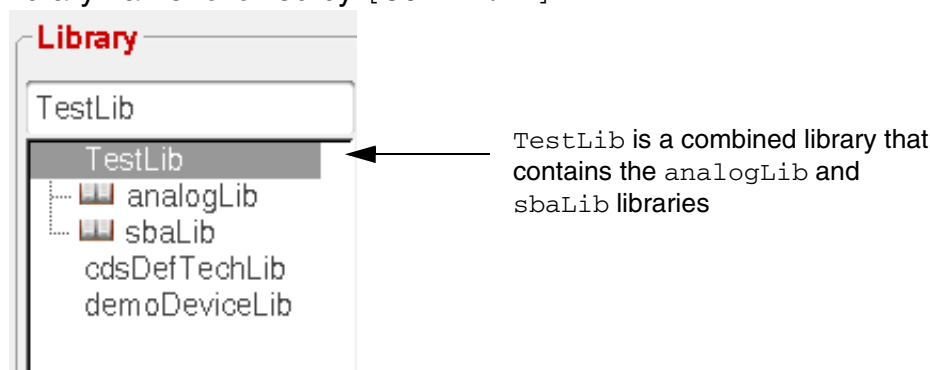 Library
TestLib
TestLib
analogLib
sbaLib
cdsDefTechLib
demoDeviceLib
TestLib is a combined library that
contains the analogLib and
sbaLib libraries